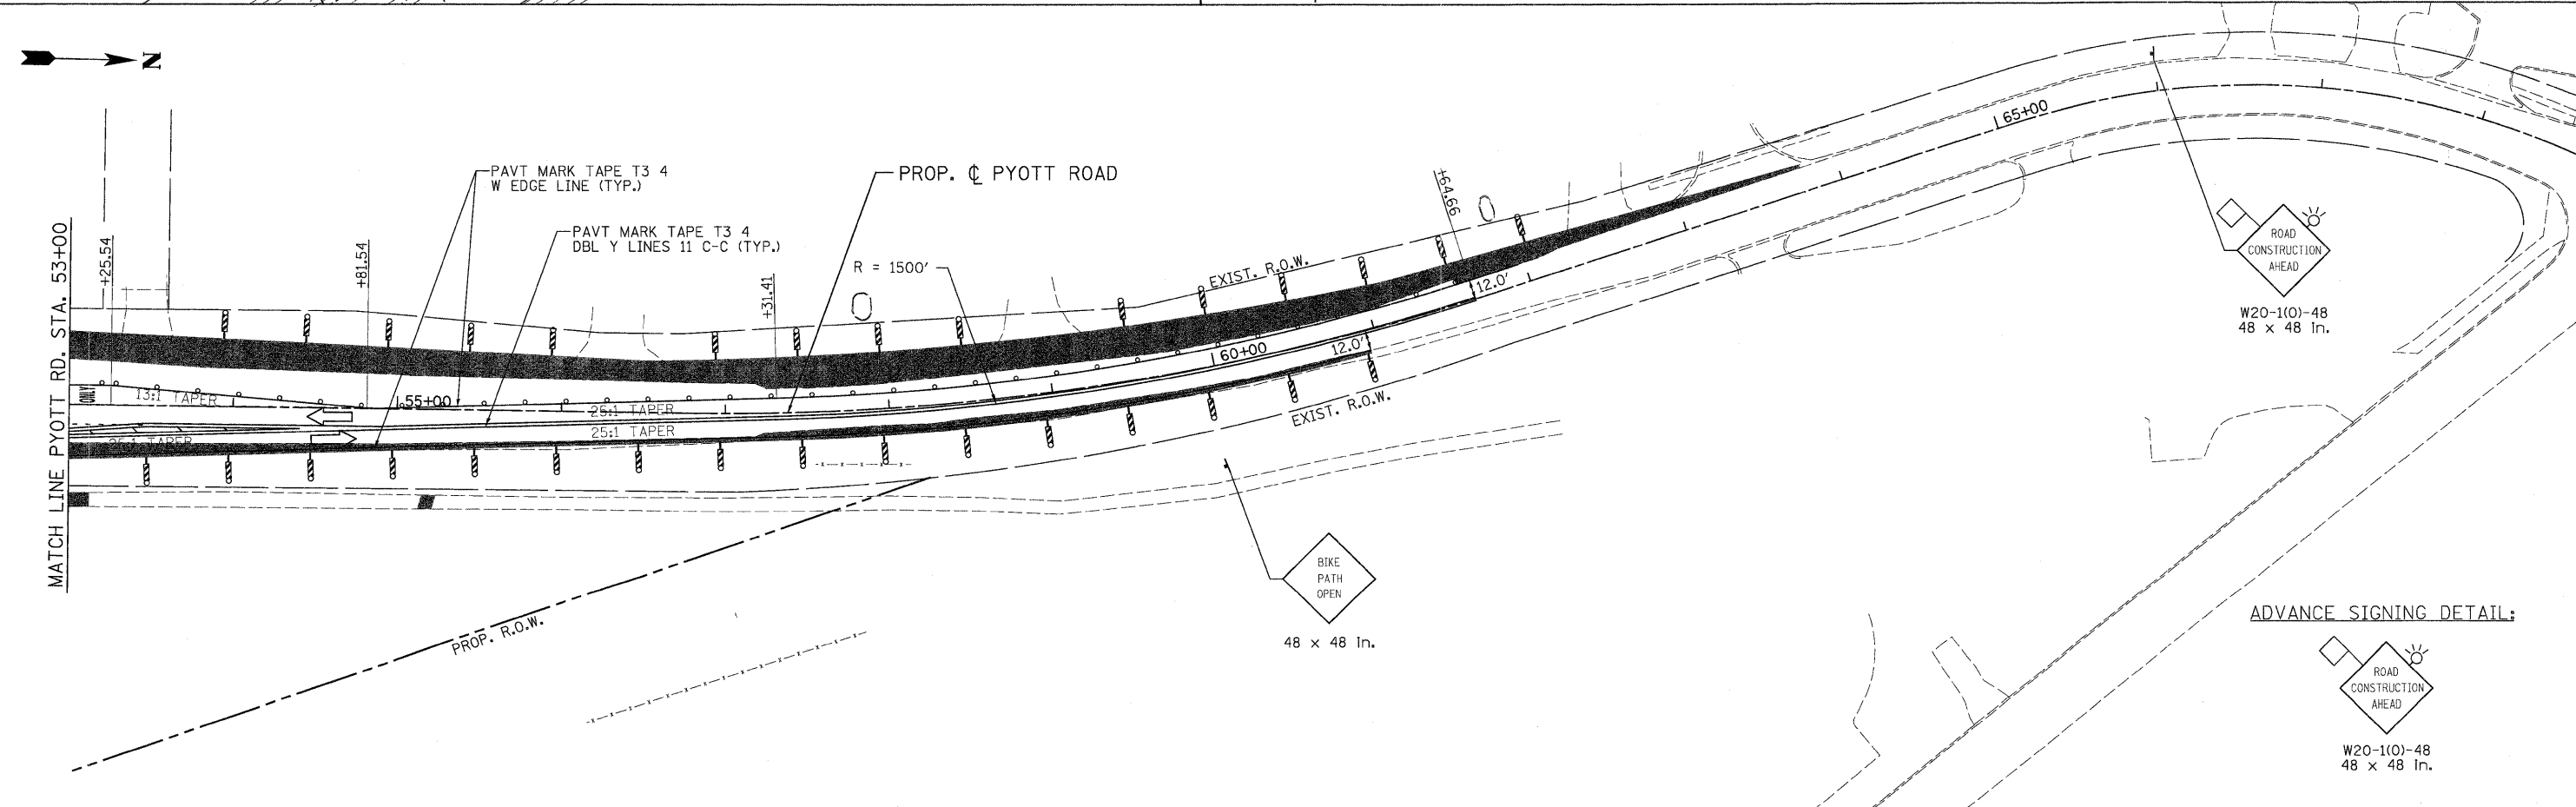 N
MATCH LINE PYOTT RD. STA. 53+00
+25.54
+81.54
PAVT MARK TAPE T3 4
W EDGE LINE (TYP.)
PAVT MARK TAPE T3 4
DBL Y LINES 11 C-C (TYP.)
PROP. ℄ PYOTT ROAD
+31.41
R = 1500'
EXIST. R.O.W.
+64.66
12.0'
12.0'
65+00
60+00
55+00
ONLY
13:1 TAPER
25:1 TAPER
25:1 TAPER
25:1 TAPER
EXIST. R.O.W.
PROP. R.O.W.
BIKE
PATH
OPEN
48 x 48 In.
ROAD
CONSTRUCTION
AHEAD
W20-1(O)-48
48 x 48 In.
ADVANCE SIGNING DETAIL:
ROAD
CONSTRUCTION
AHEAD
W20-1(O)-48
48 x 48 In.